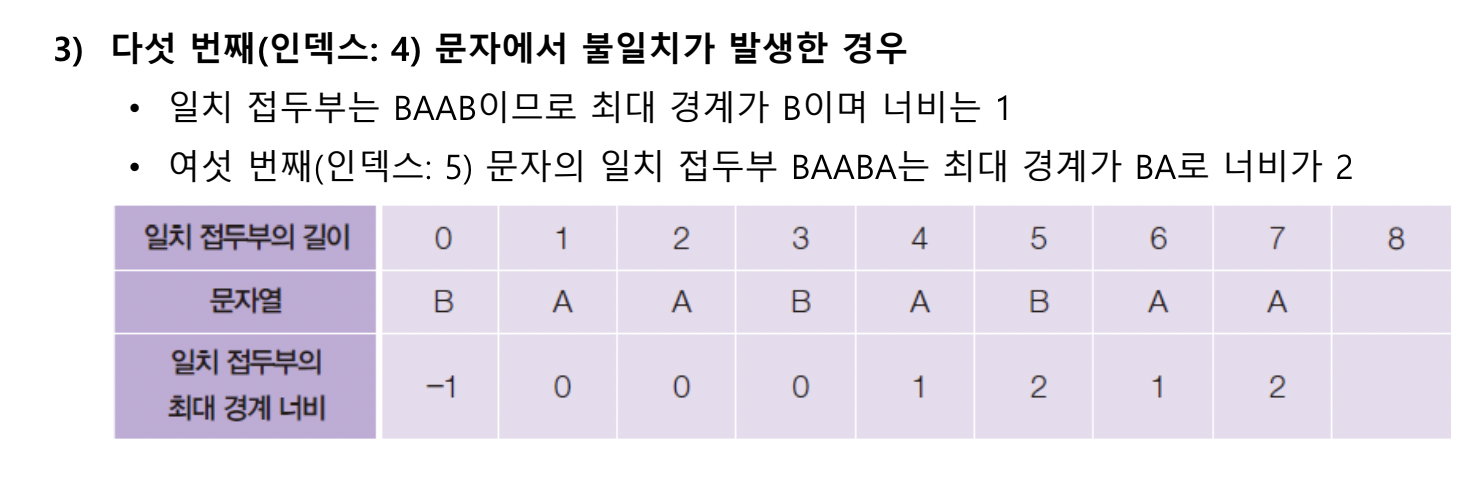 3) 다섯 번째(인덱스: 4) 문자에서 불일치가 발생한 경우
• 일치 접두부는 BAAB이므로 최대 경계가 B이며 너비는 1
• 여섯 번째(인덱스: 5) 문자의 일치 접두부 BAABA는 최대 경계가 BA로 너비가 2
일치 접두부의 길이 0 1 2 3 4 5 6 7 8
문자열 B A A B A B A A
일치 접두부의
최대 경계 너비 -1 0 0 0 1 2 1 2